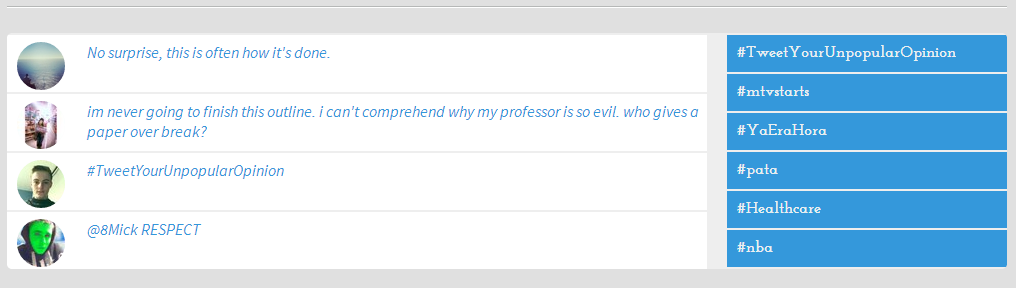 No surprise, this is often how it's done.
im never going to finish this outline. i can't comprehend why my professor is so evil. who gives a
paper over break?
#TweetYourUnpopularOpinion
@8Mick RESPECT
#TweetYourUnpopularOpinion
#mtvstarts
#YaEraHora
#pata
#Healthcare
#nba